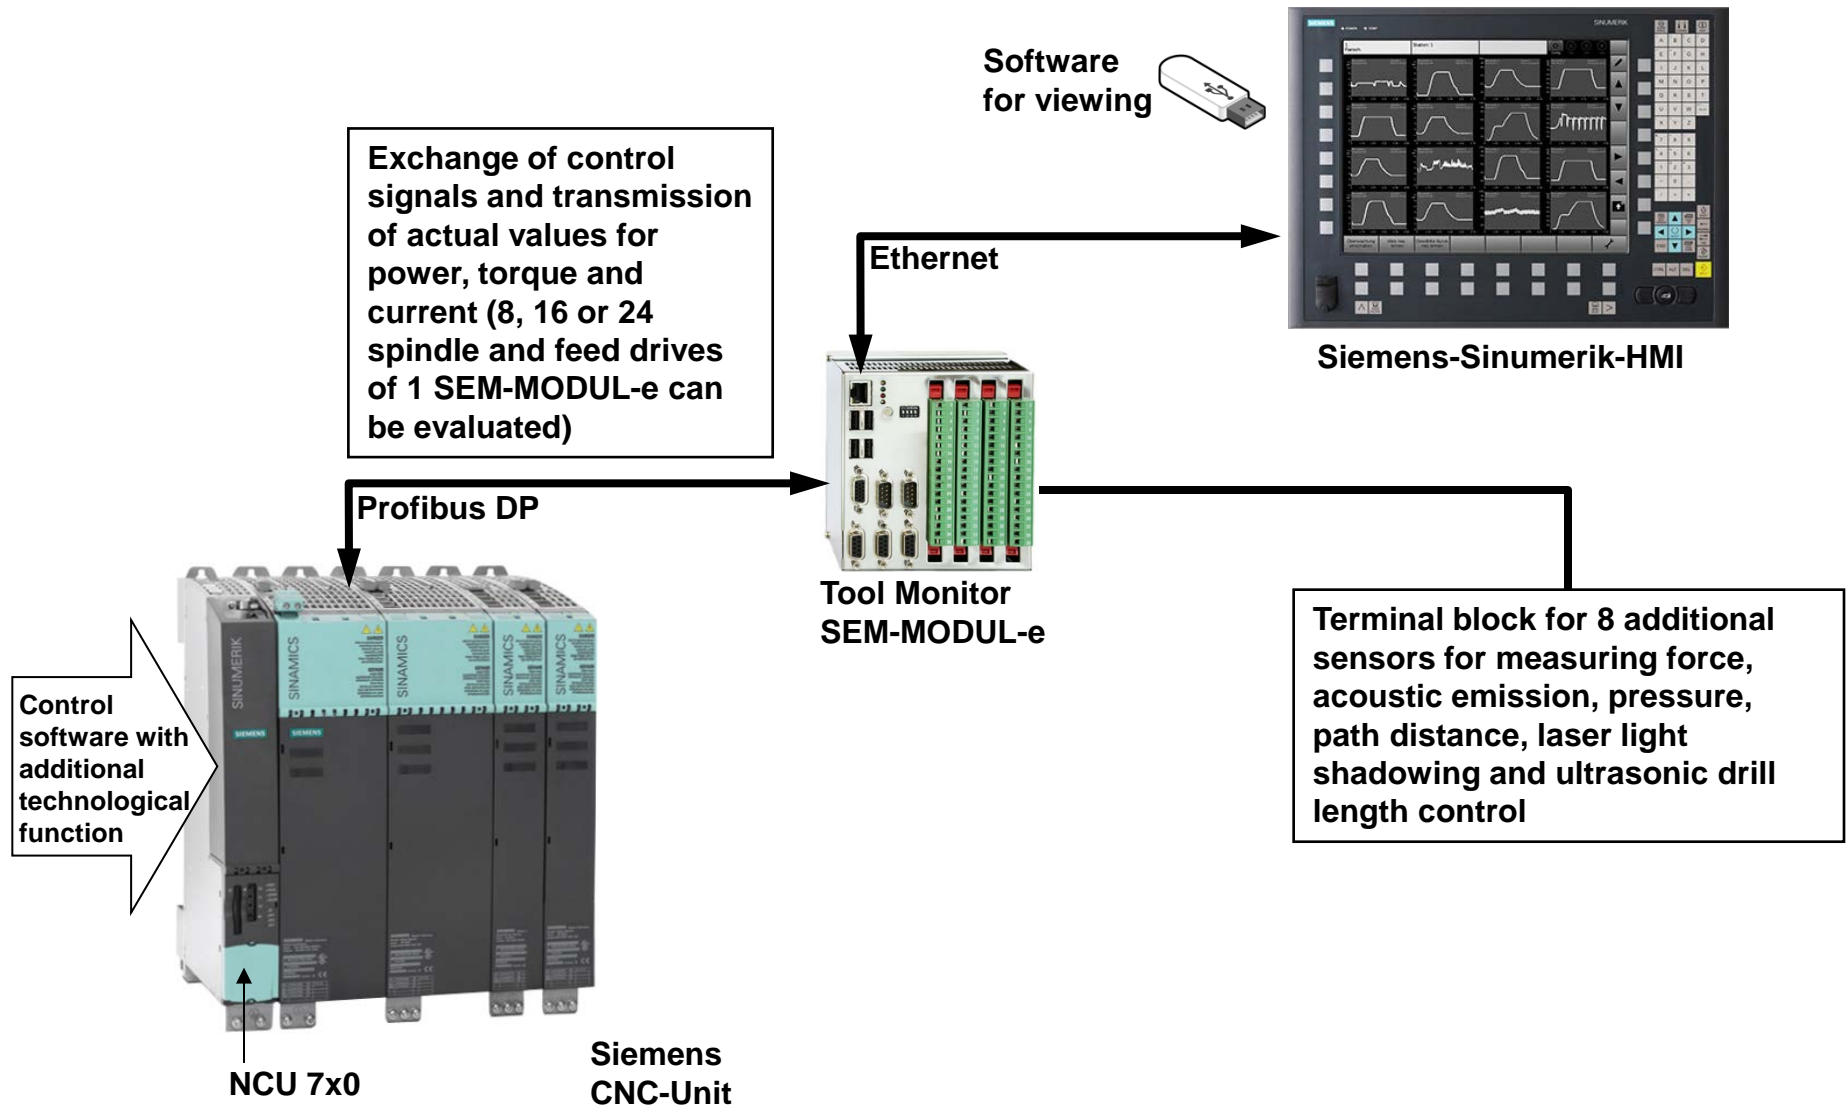 Software
for viewing
SIEMENS
SINUMERIK
Station: 1
Exchange of control
signals and transmission
of actual values for
power, torque and
current (8, 16 or 24
spindle and feed drives
of 1 SEM-MODUL-e can
be evaluated)
Ethernet
Siemens-Sinumerik-HMI
Profibus DP
Tool Monitor
SEM-MODUL-e
Terminal block for 8 additional
sensors for measuring force,
acoustic emission, pressure,
path distance, laser light
shadowing and ultrasonic drill
length control
Control
software with
additional
technological
function
SINUMERIK
SINAMICS
SINAMICS
SINAMICS
SINAMICS
SIEMENS
SIEMENS
NCU 7x0
Siemens
CNC-Unit